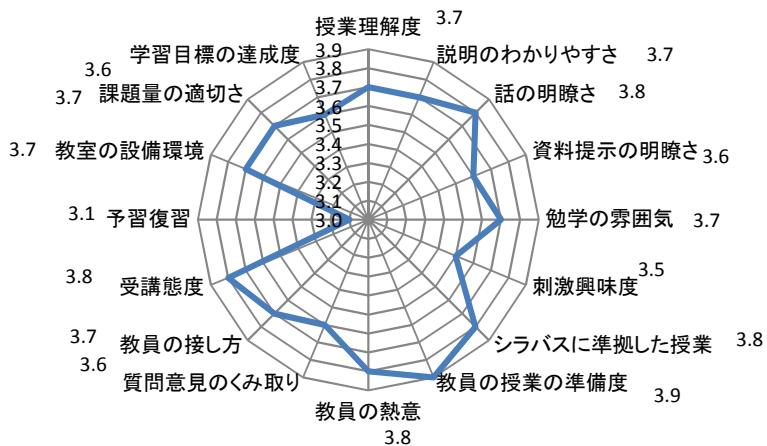 3.7
授業理解度
説明のわかりやすさ
3.7
話の明瞭さ
3.8
資料提示の明瞭さ
3.6
勉学の雰囲気
3.7
刺激興味度
3.5
シラバスに準拠した授業
3.8
教員の授業の準備度
3.9
教員の熱意
3.8
質問意見のくみ取り
3.6
教員の接し方
3.7
受講態度
3.8
予習復習
3.1
教室の設備環境
3.7
課題量の適切さ
3.7
学習目標の達成度
3.6
3.9
3.8
3.7
3.6
3.5
3.4
3.3
3.2
3.1
3.0